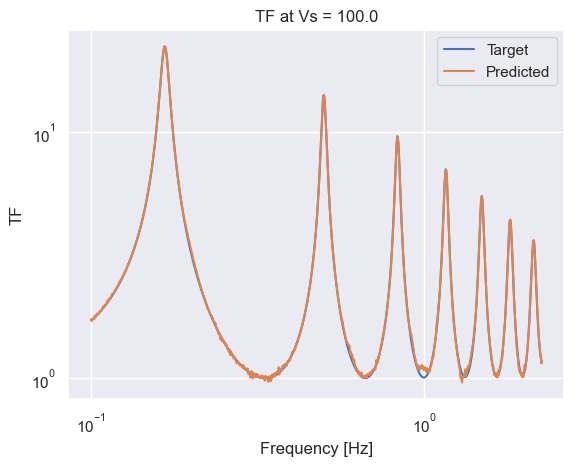 TF at Vs = 100.0
Target
Predicted
TF
10¹
10⁰
10⁻¹
10⁰
Frequency [Hz]